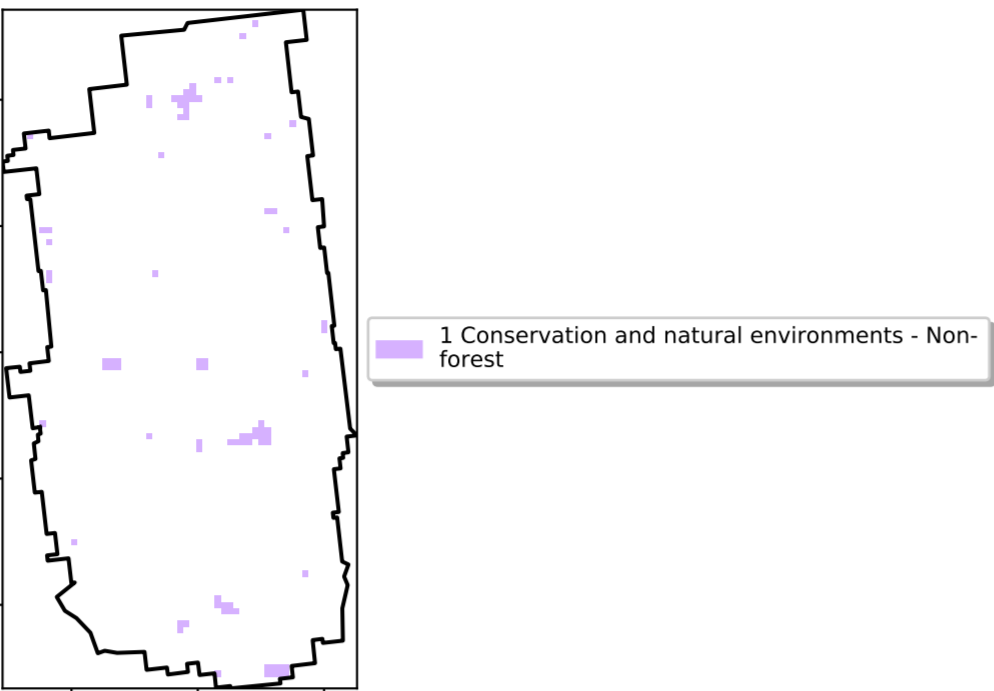 1 Conservation and natural environments - Non-
forest